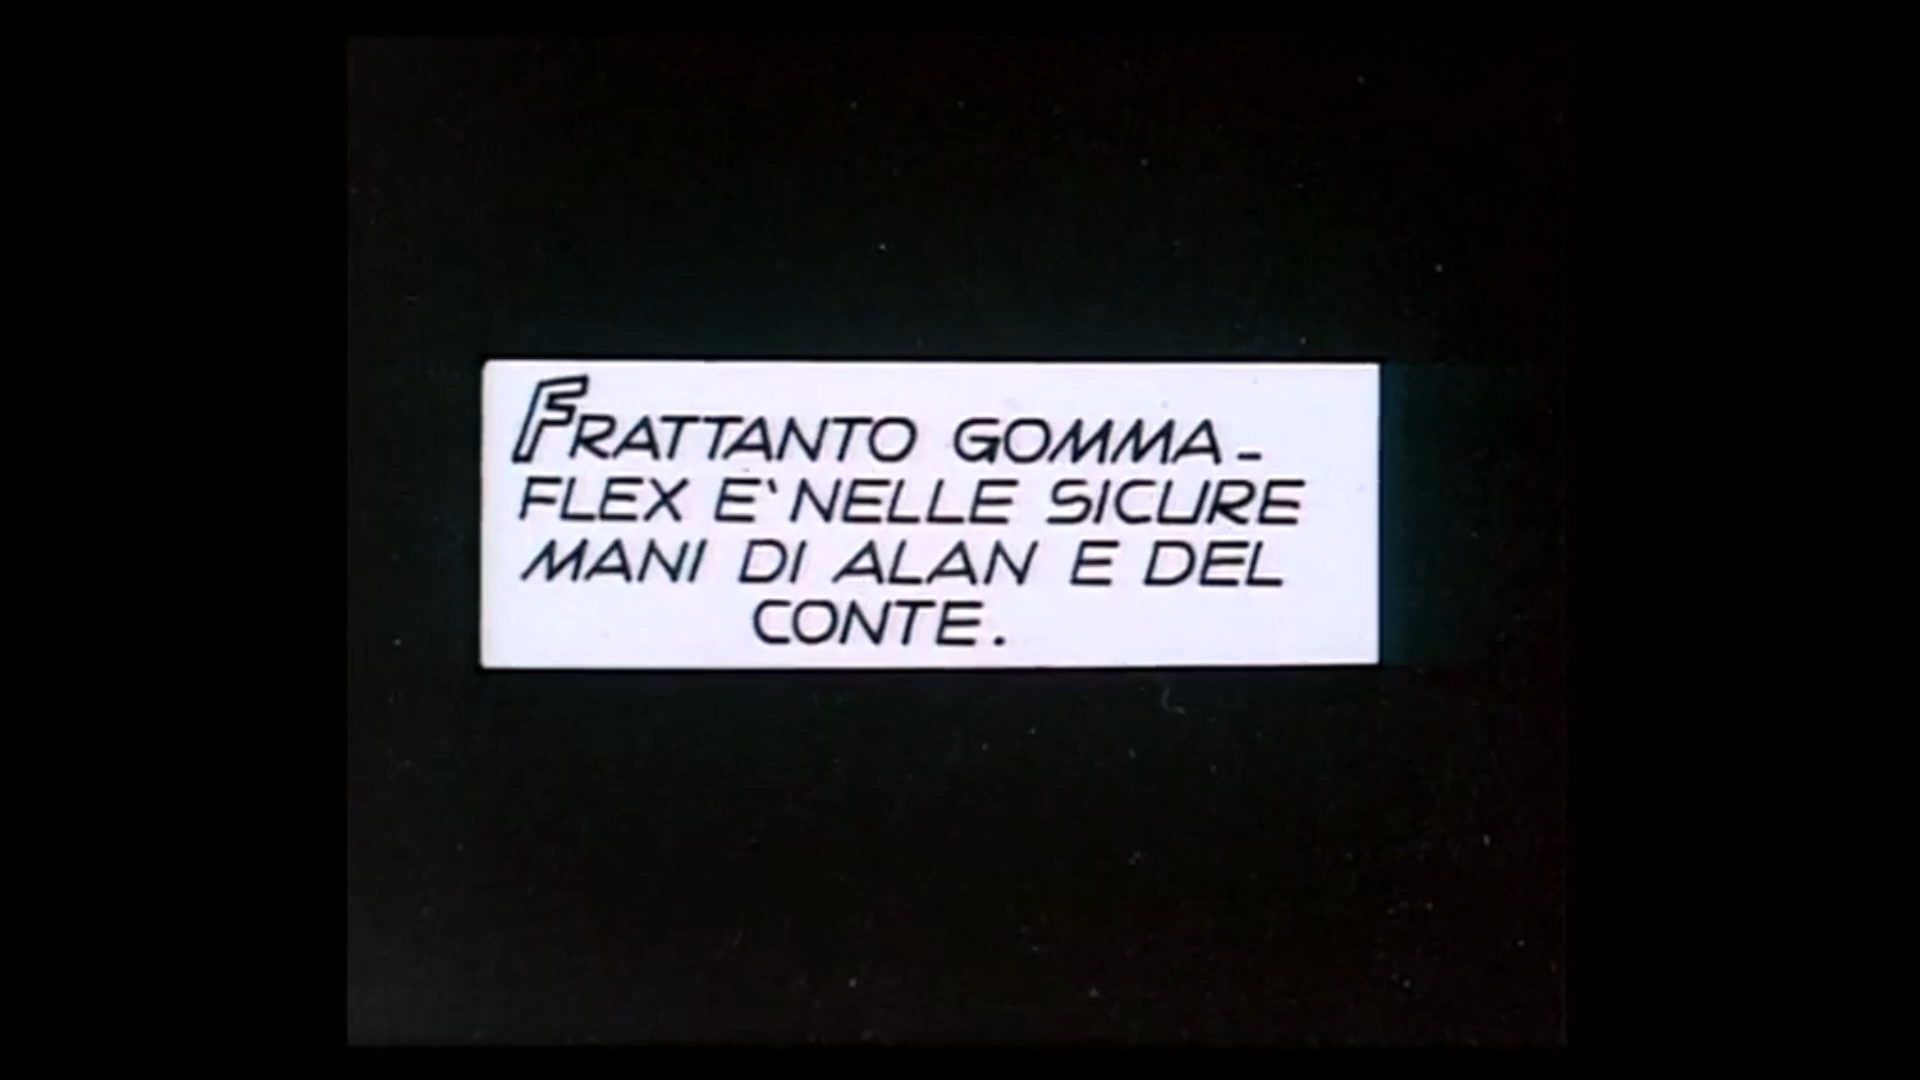 FRATTANTO GOMMA-
FLEX E' NELLE SICURE
MANI DI ALAN E DEL
CONTE.